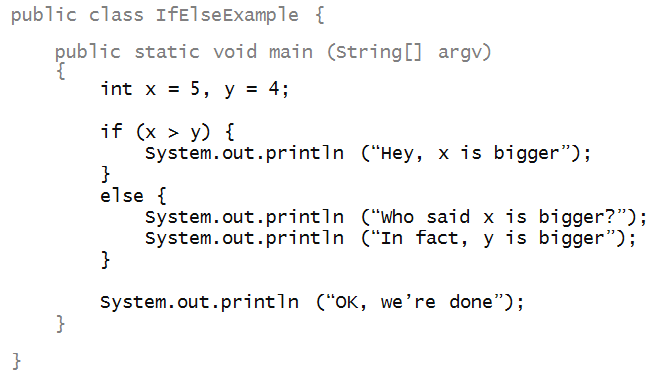 public class IfElseExample {
public static void main (String[] argv)
{
int x = 5, y = 4;
if (x > y) {
System.out.println (“Hey, x is bigger”);
}
else {
System.out.println (“Who said x is bigger?”);
System.out.println (“In fact, y is bigger”);
}
System.out.println (“OK, we’re done”);
}
}